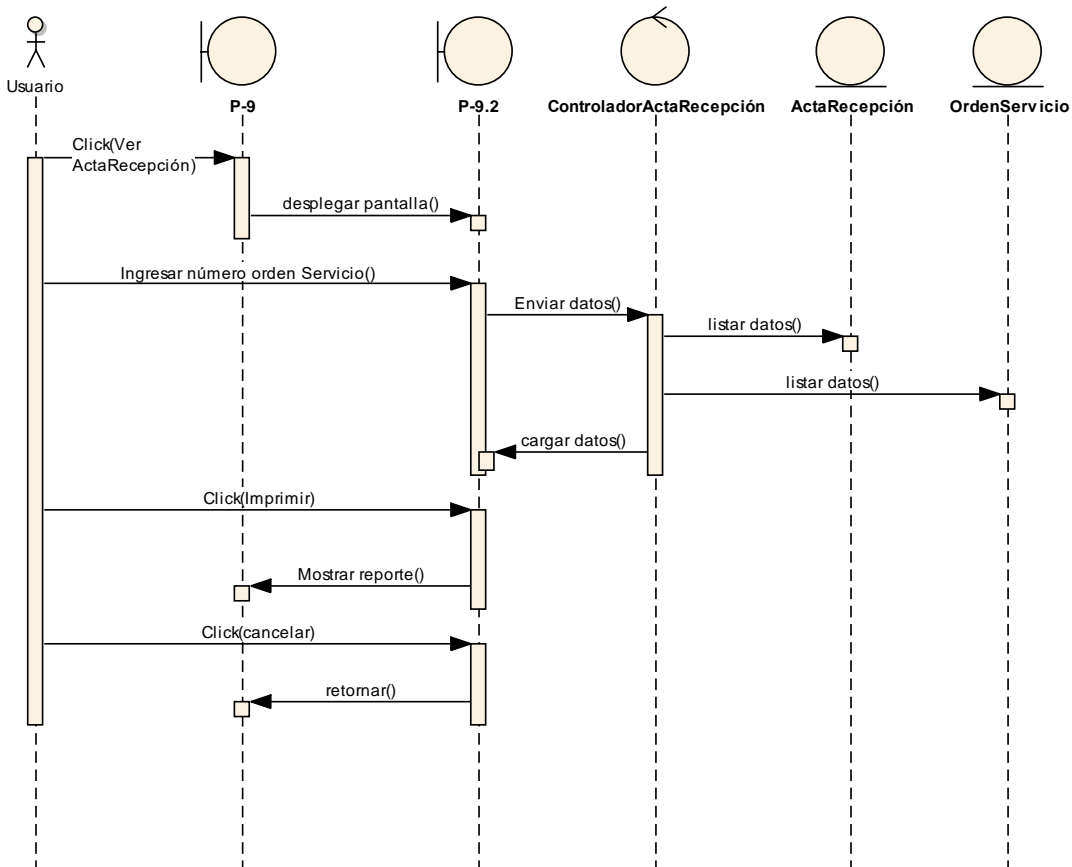 Usuario
P-9
P-9.2
ControladorActaRecepción
ActaRecepción
OrdenServicio
Click(Ver
ActaRecepción)
desplegar pantalla()
Ingresar número orden Servicio()
Enviar datos()
listar datos()
listar datos()
cargar datos()
Click(Imprimir)
Mostrar reporte()
Click(cancelar)
retornar()